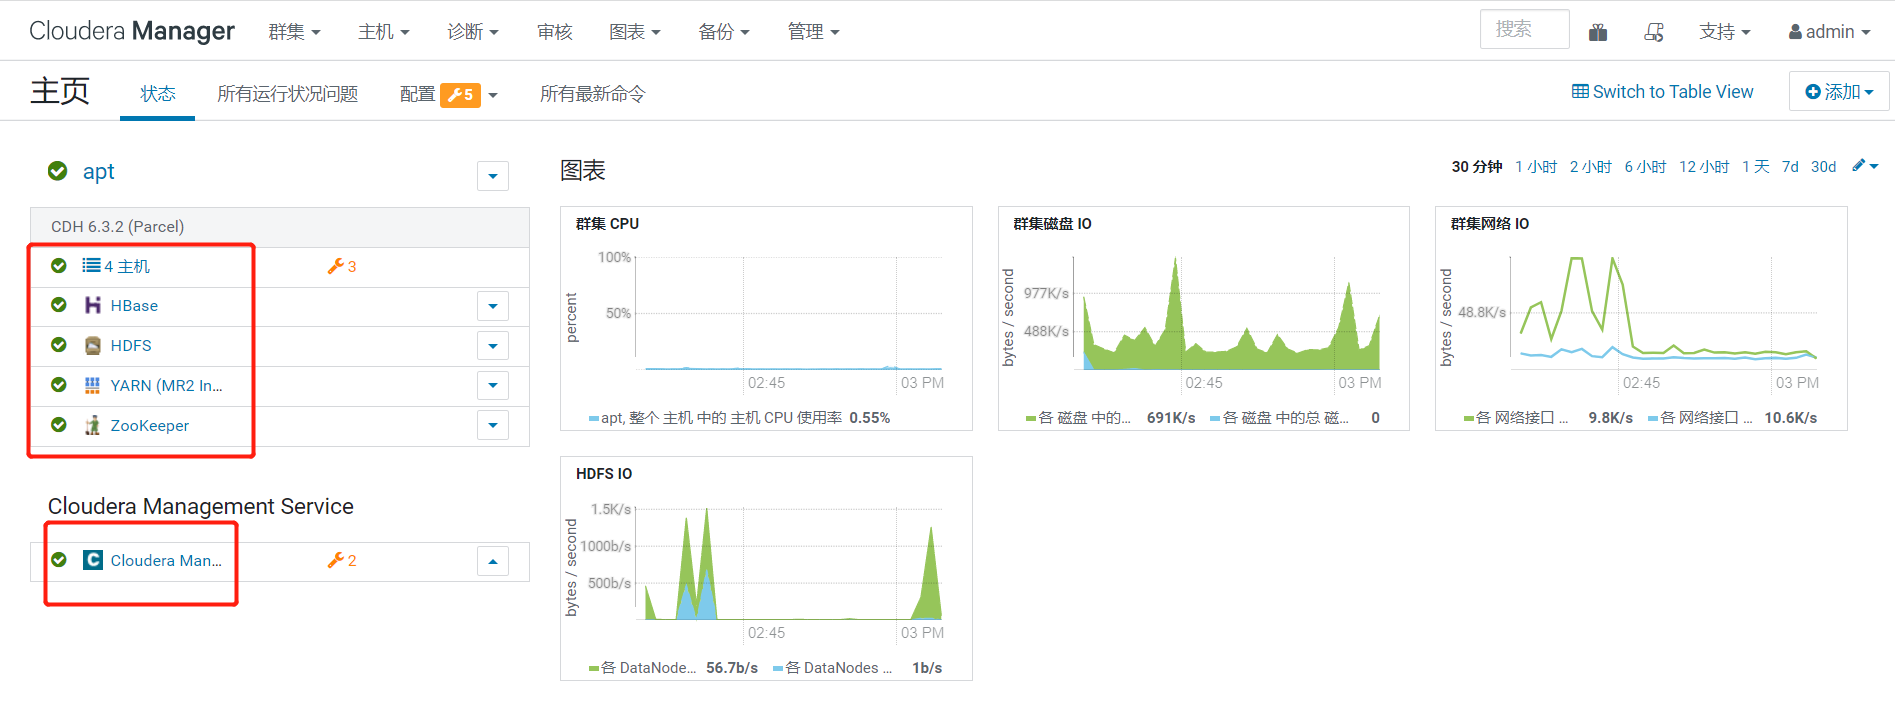 Cloudera Manager 群集 主机 诊断 审核 图表 备份 管理 搜索 支持 admin
主页 状态 所有运行状况问题 配置 5 所有最新命令 Switch to Table View 添加
apt
CDH 6.3.2 (Parcel)
4 主机 3
HBase
HDFS
YARN (MR2 In...
ZooKeeper
Cloudera Management Service
Cloudera Man... 2
图表 30 分钟 1 小时 2 小时 6 小时 12 小时 1 天 7d 30d
群集 CPU
percent
100%
50%
02:45 03 PM
apt, 整个 主机 中的 主机 CPU 使用率 0.55%
群集磁盘 IO
bytes / second
977K/s
488K/s
02:45 03 PM
各 磁盘 中的... 691K/s 各 磁盘 中的总 磁... 0
群集网络 IO
bytes / second
48.8K/s
02:45 03 PM
各 网络接口 ... 9.8K/s 各 网络接口 ... 10.6K/s
HDFS IO
bytes / second
1.5K/s
1000b/s
500b/s
02:45 03 PM
各 DataNode... 56.7b/s 各 DataNodes ... 1b/s